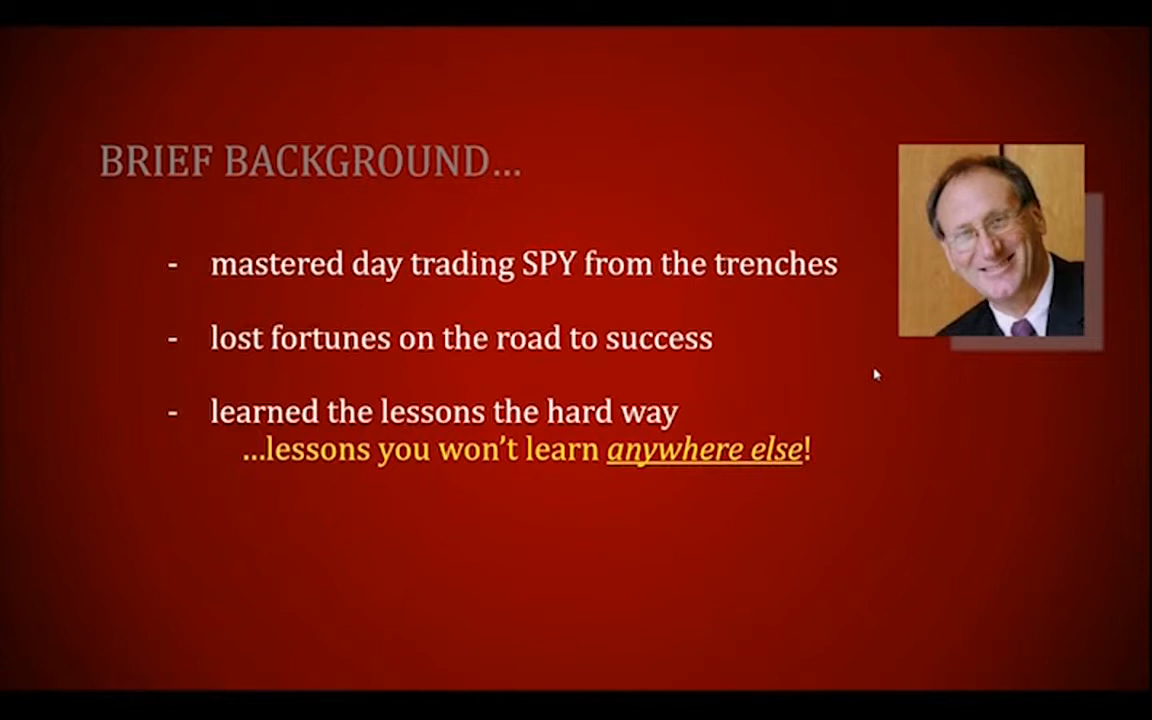 BRIEF BACKGROUND...
- mastered day trading SPY from the trenches
- lost fortunes on the road to success
- learned the lessons the hard way
...lessons you won’t learn anywhere else!